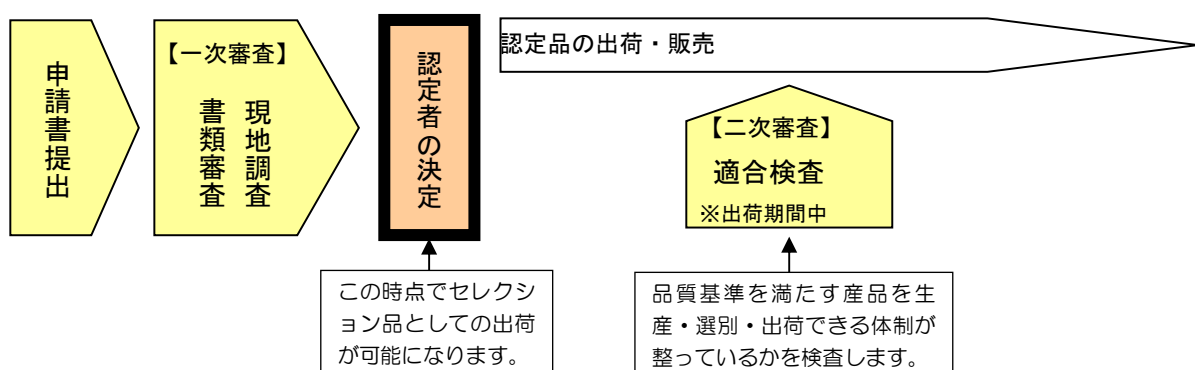 申請書提出
【一次審査】
現地調査
書類審査
認定者の決定
認定品の出荷・販売
【二次審査】
適合検査
※出荷期間中
この時点でセレクシ
ョン品としての出荷
が可能になります。
品質基準を満たす産品を生
産・選別・出荷できる体制が
整っているかを検査します。